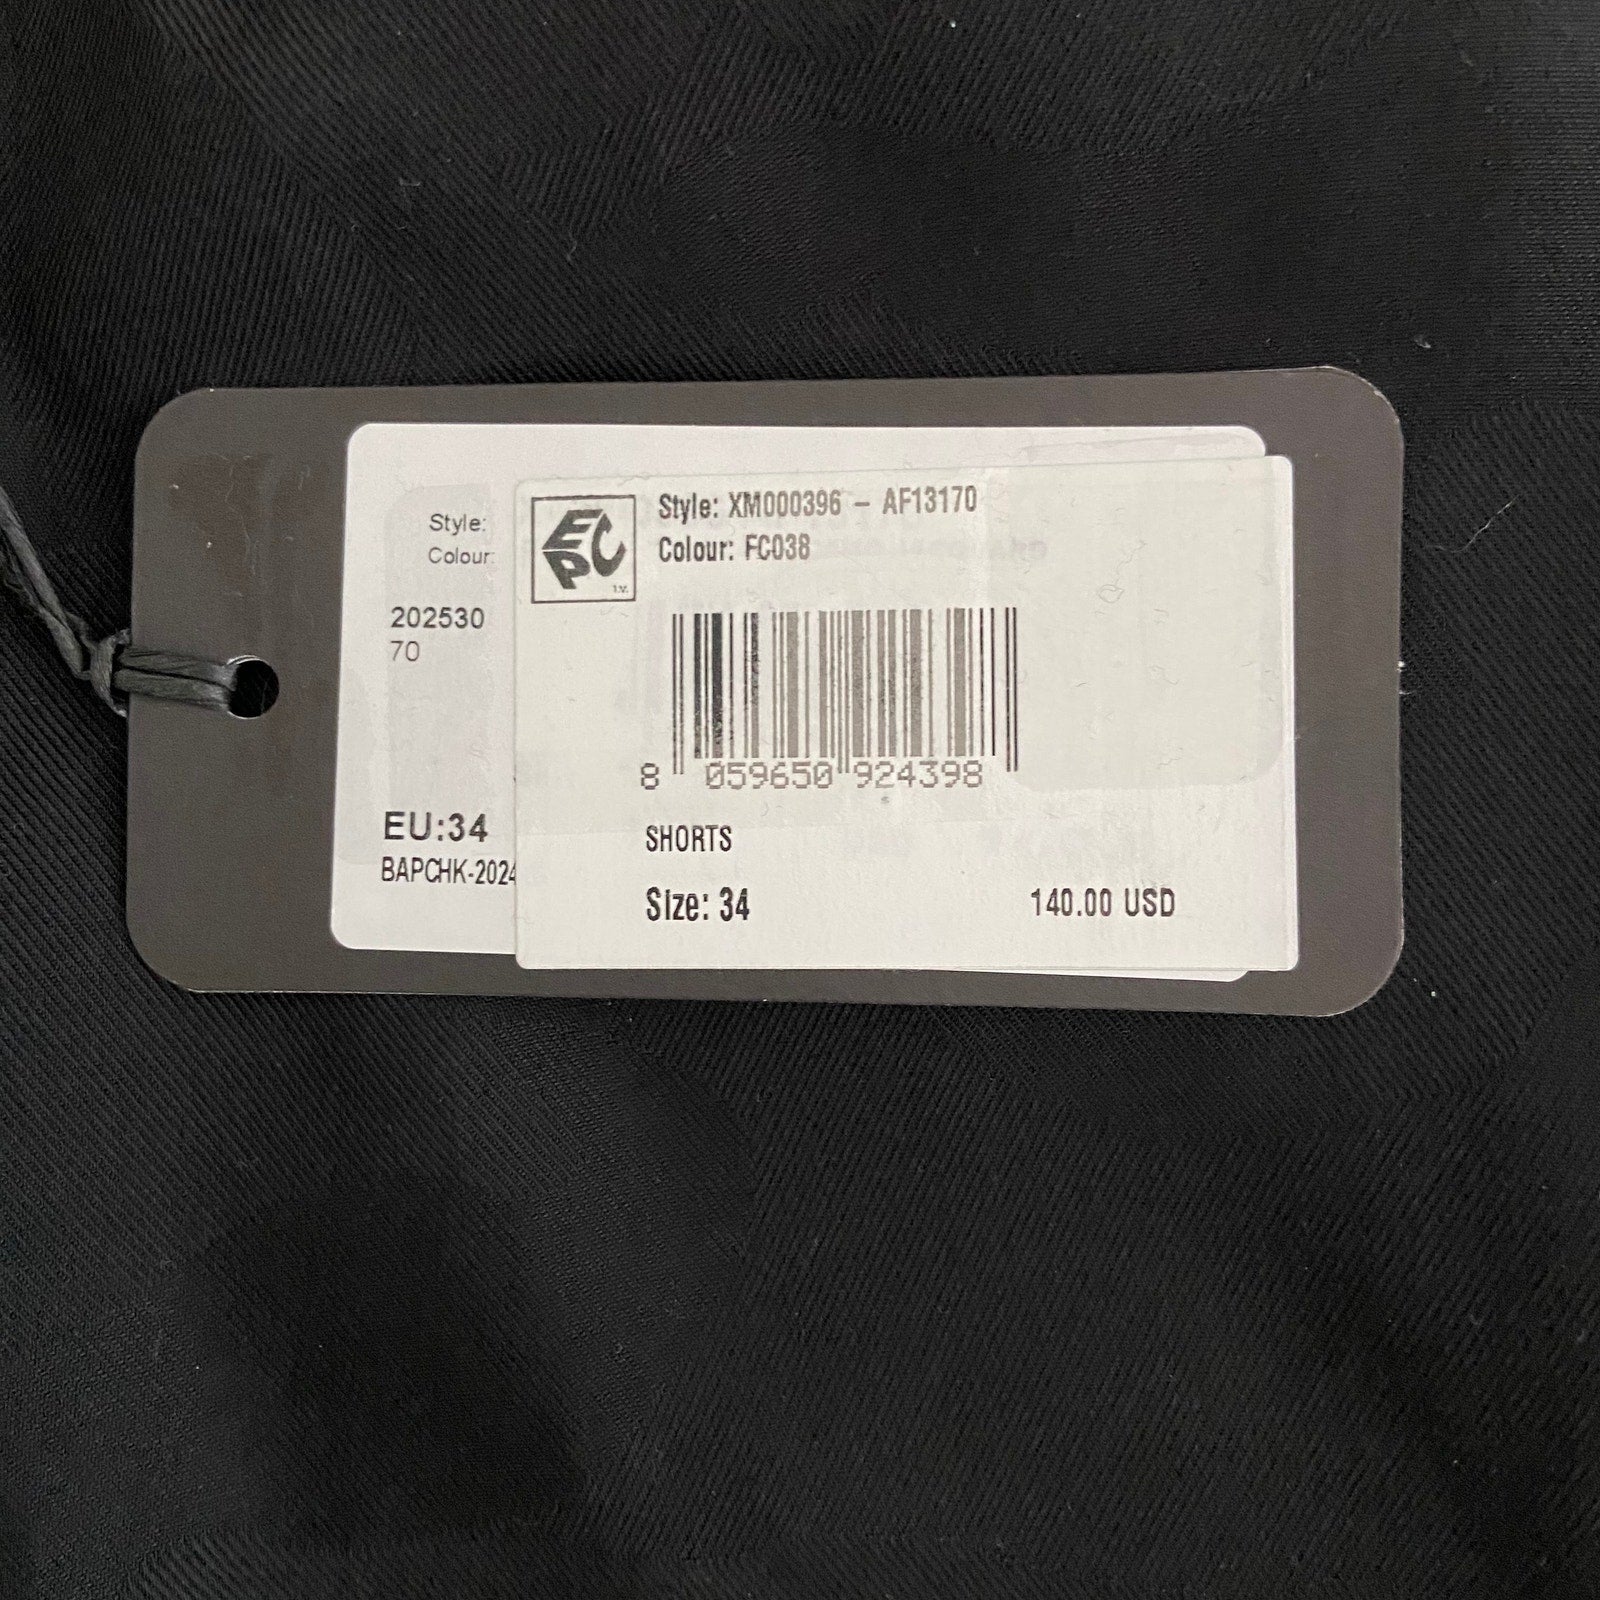 Style:
Colour:
202530
70
EU:34
BAPCHK-2024
EPC
I.V.
Style: XM000396 – AF13170
Colour: FC038
8 059650 924398
SHORTS
Size: 34
140.00 USD